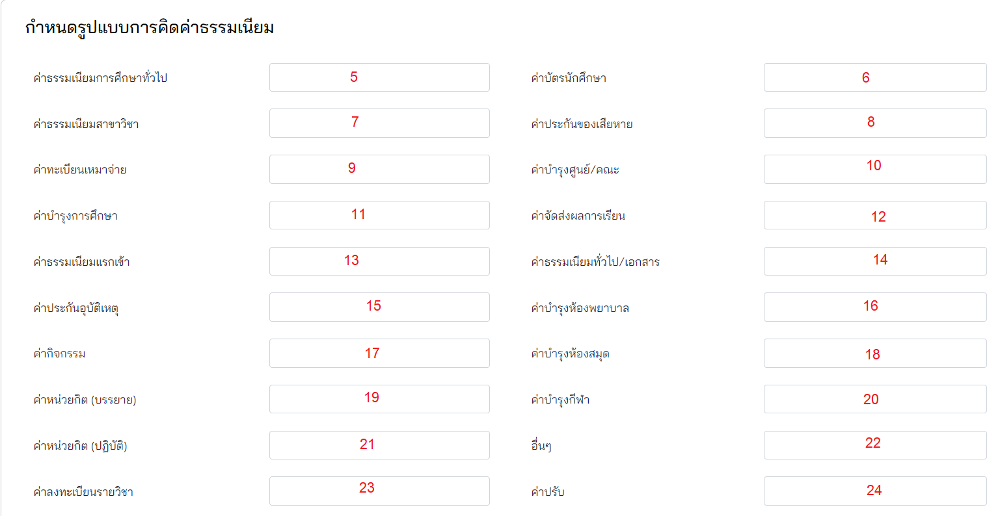 กำหนดรูปแบบการคิดค่าธรรมเนียม
ค่าธรรมเนียมการศึกษาทั่วไป 5 ค่าบัตรนักศึกษา 6
ค่าธรรมเนียมสาขาวิชา 7 ค่าประกันของเสียหาย 8
ค่าทะเบียนเหมาจ่าย 9 ค่าบำรุงศูนย์/คณะ 10
ค่าบำรุงการศึกษา 11 ค่าจัดส่งผลการเรียน 12
ค่าธรรมเนียมแรกเข้า 13 ค่าธรรมเนียมทั่วไป/เอกสาร 14
ค่าประกันอุบัติเหตุ 15 ค่าบำรุงห้องพยาบาล 16
ค่ากิจกรรม 17 ค่าบำรุงห้องสมุด 18
ค่าหน่วยกิต (บรรยาย) 19 ค่าบำรุงกีฬา 20
ค่าหน่วยกิต (ปฏิบัติ) 21 อื่นๆ 22
ค่าลงทะเบียนรายวิชา 23 ค่าปรับ 24